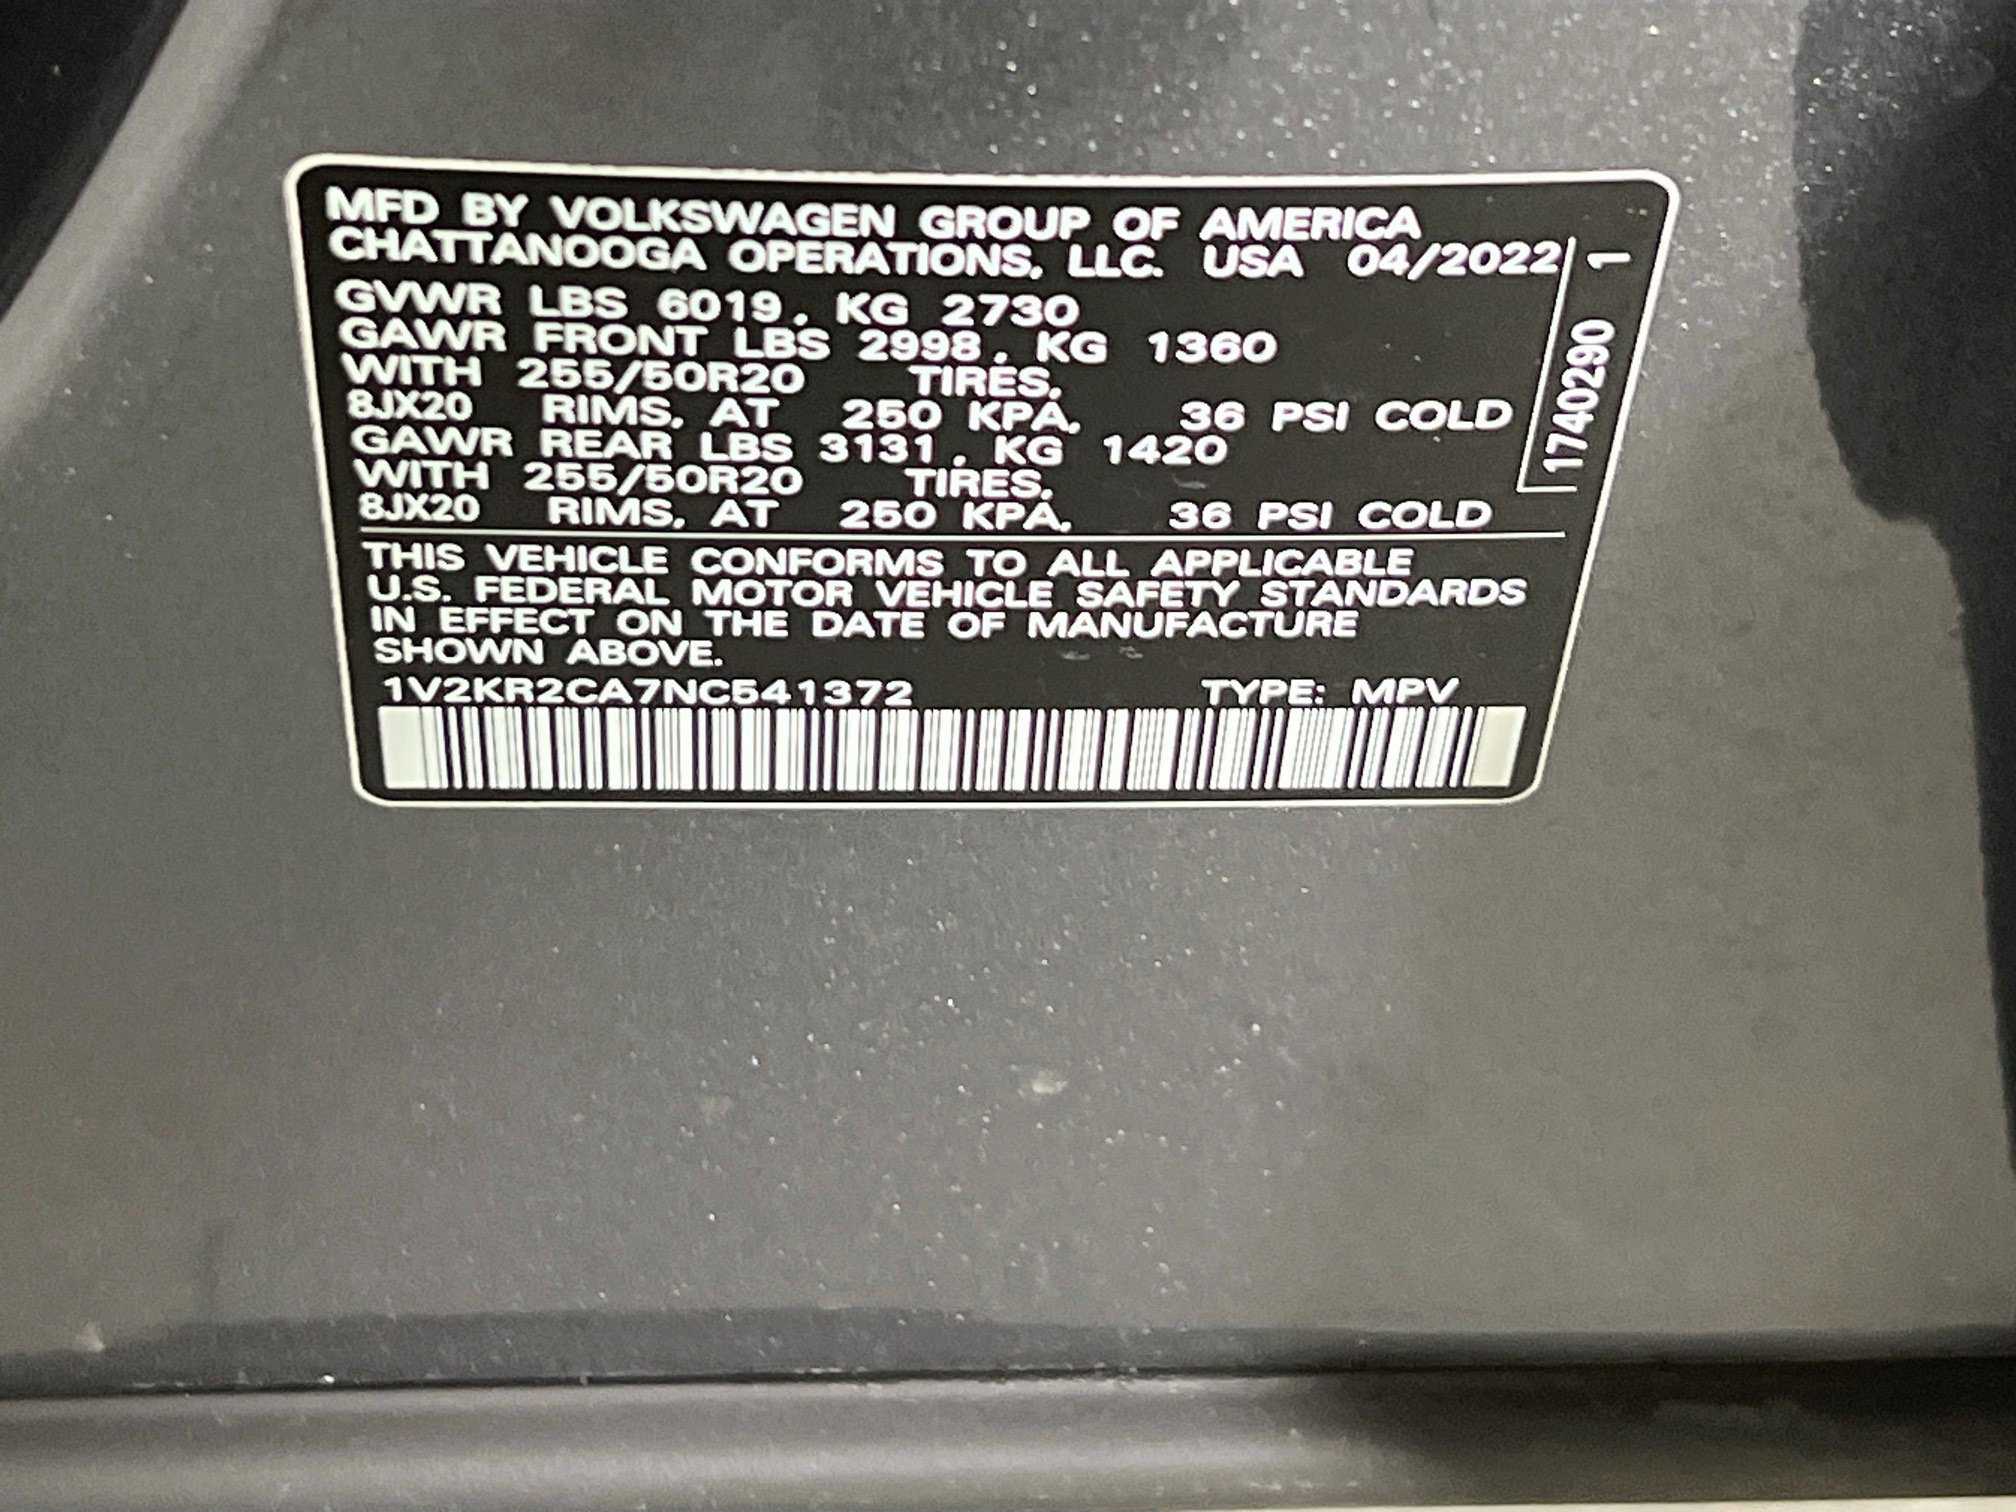 MFD BY VOLKSWAGEN GROUP OF AMERICA
CHATTANOOGA OPERATIONS, LLC. USA 04/2022
GVWR LBS 6019, KG 2730
GAWR FRONT LBS 2998, KG 1360
WITH 255/50R20 TIRES,
8JX20 RIMS, AT 250 KPA, 36 PSI COLD
GAWR REAR LBS 3131, KG 1420
WITH 255/50R20 TIRES,
8JX20 RIMS, AT 250 KPA, 36 PSI COLD
THIS VEHICLE CONFORMS TO ALL APPLICABLE
U.S. FEDERAL MOTOR VEHICLE SAFETY STANDARDS
IN EFFECT ON THE DATE OF MANUFACTURE
SHOWN ABOVE.
1V2KR2CA7NC541372 TYPE: MPV
1740290 1